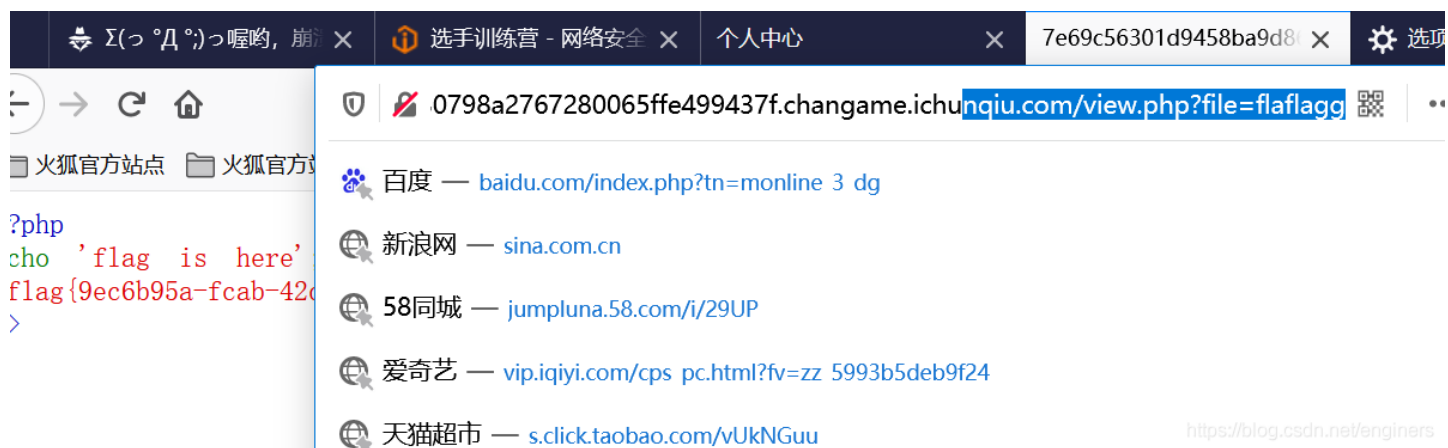 Σ(っ °Д °;)っ喔哟，崩 选手训练营 - 网络安全 个人中心 7e69c56301d9458ba9d8 选项
0798a2767280065ffe499437f.changame.ichunqiu.com/view.php?file=flaflagg
火狐官方站点 火狐官方
百度 — baidu.com/index.php?tn=monline 3 dg
?php
新浪网 — sina.com.cn
cho 'flag is here'
flag{9ec6b95a-fcab-42
58同城 — jumpluna.58.com/i/29UP
>
爱奇艺 — vip.iqiyi.com/cps pc.html?fv=zz 5993b5deb9f24
天猫超市 — s.click.taobao.com/vUkNGuu
https://blog.csdn.net/enginers